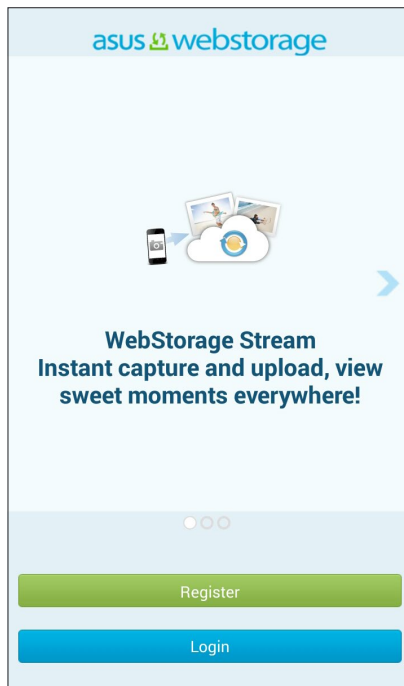 asus webstorage
WebStorage Stream
Instant capture and upload, view
sweet moments everywhere!
Register
Login